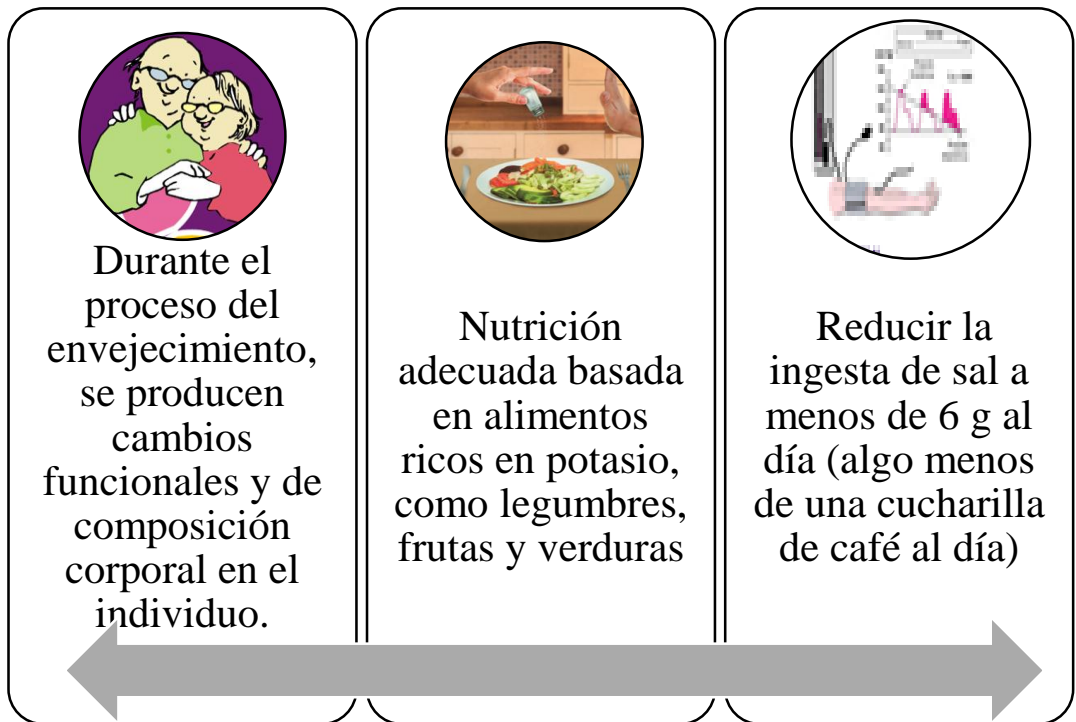 Durante el
proceso del
envejecimiento,
se producen
cambios
funcionales y de
composición
corporal en el
individuo.
Nutrición
adecuada basada
en alimentos
ricos en potasio,
como legumbres,
frutas y verduras
Reducir la
ingesta de sal a
menos de 6 g al
día (algo menos
de una cucharilla
de café al día)